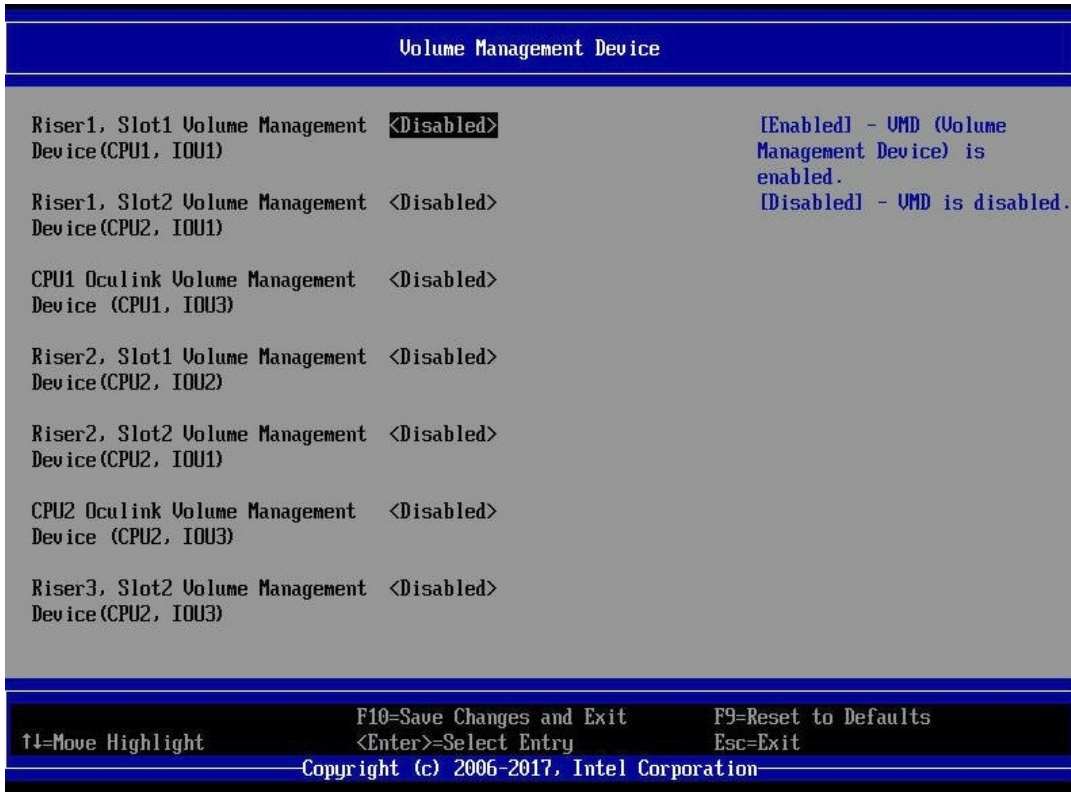 Volume Management Device
Riser1, Slot1 Volume Management <Disabled>
Device(CPU1, IOU1)
Riser1, Slot2 Volume Management <Disabled>
Device(CPU2, IOU1)
CPU1 Oculink Volume Management <Disabled>
Device (CPU1, IOU3)
Riser2, Slot1 Volume Management <Disabled>
Device(CPU2, IOU2)
Riser2, Slot2 Volume Management <Disabled>
Device(CPU2, IOU1)
CPU2 Oculink Volume Management <Disabled>
Device (CPU2, IOU3)
Riser3, Slot2 Volume Management <Disabled>
Device(CPU2, IOU3)
[Enabled] - VMD (Volume
Management Device) is
enabled.
[Disabled] - VMD is disabled.
F10=Save Changes and Exit F9=Reset to Defaults
↑↓=Move Highlight <Enter>=Select Entry Esc=Exit
Copyright (c) 2006-2017, Intel Corporation